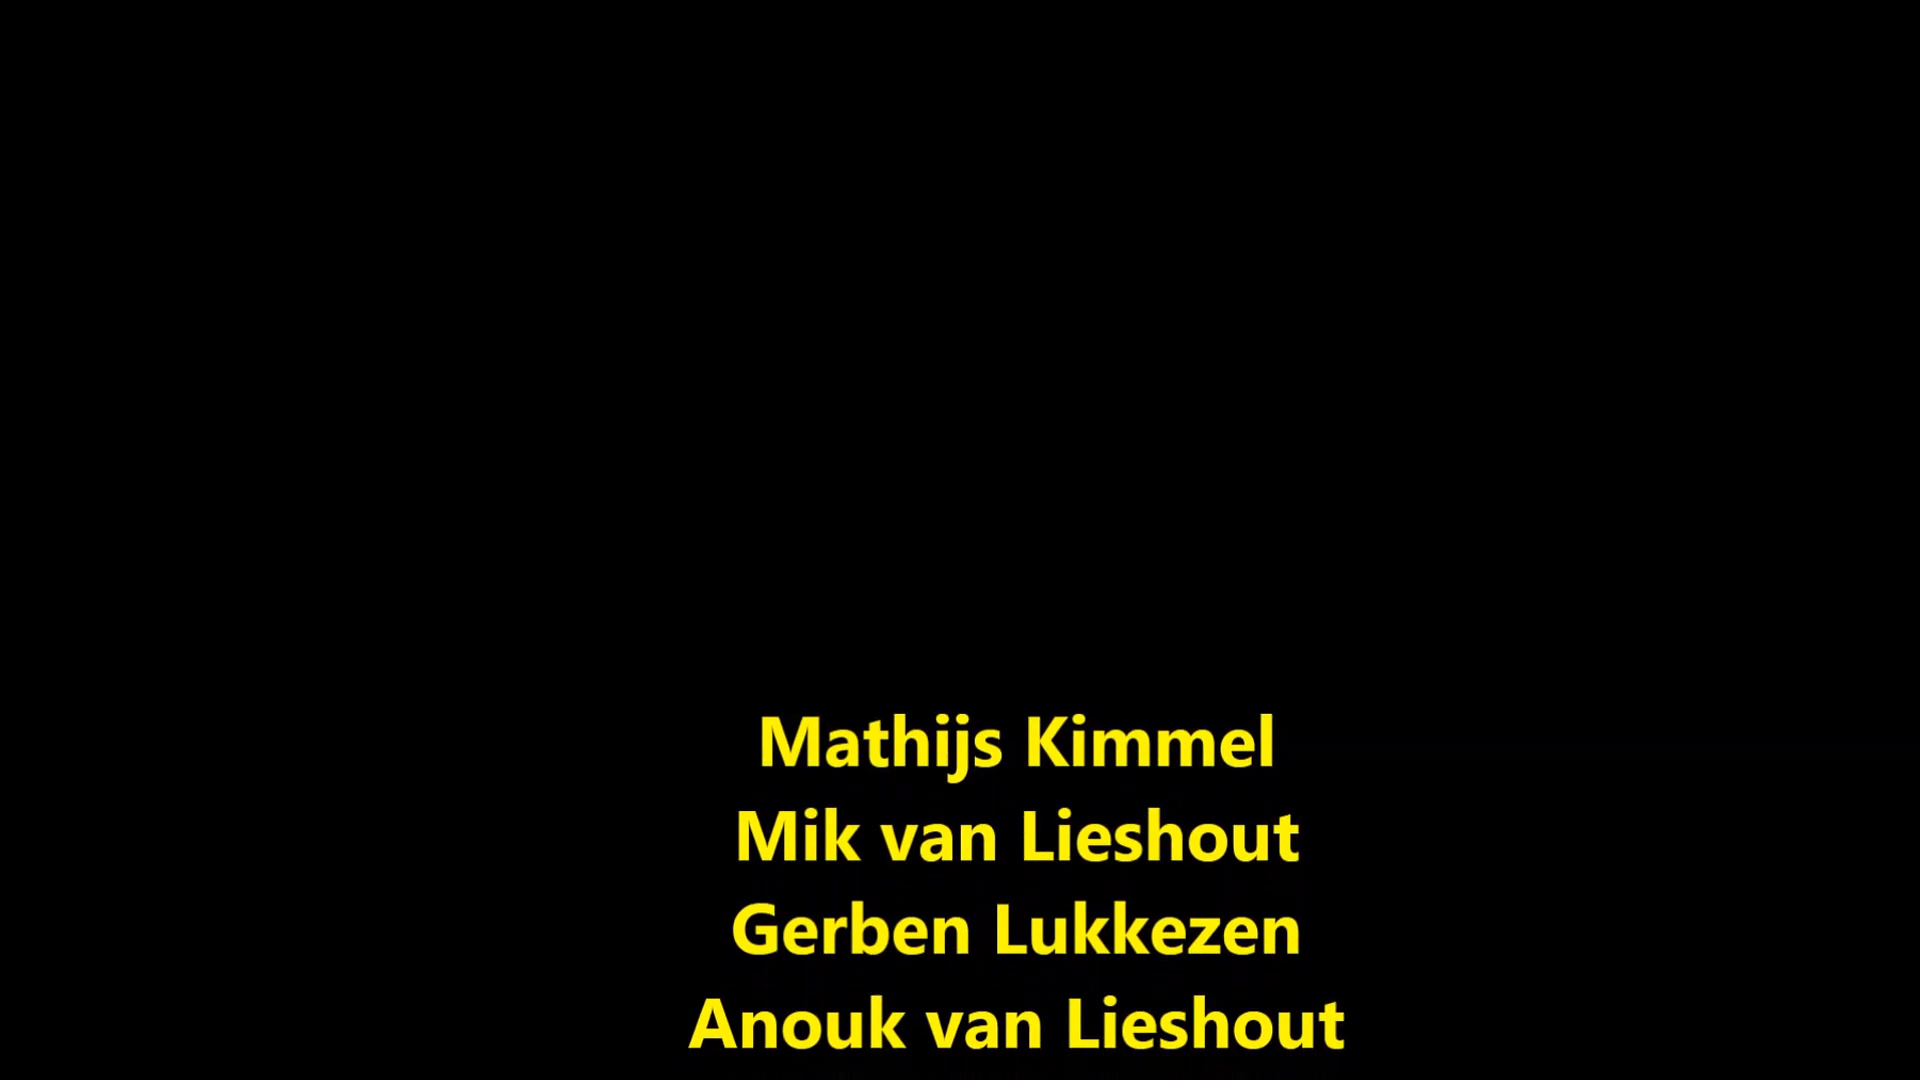 Mathijs Kimmel
Mik van Lieshout
Gerben Lukkezen
Anouk van Lieshout